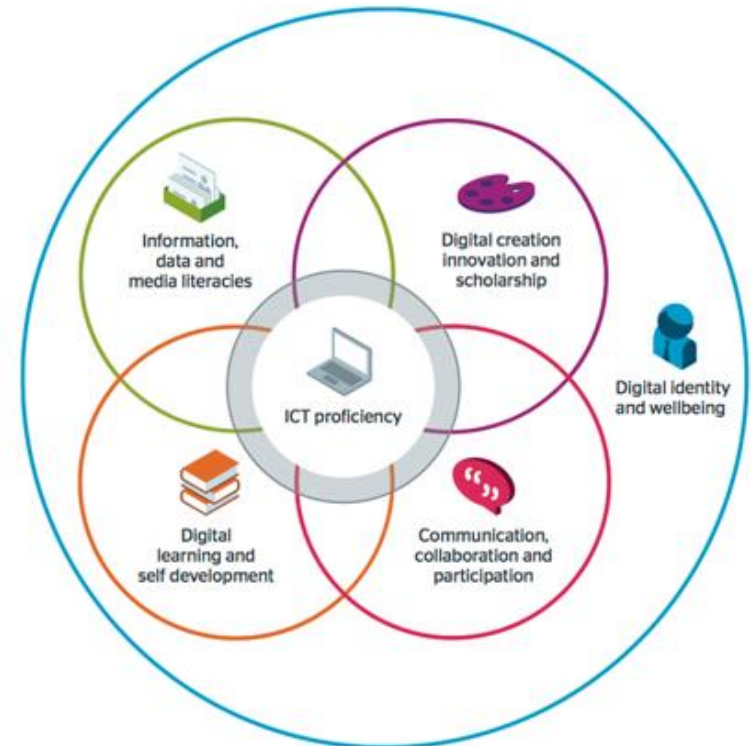 Information,
data and
media literacies
Digital creation
innovation and
scholarship
ICT proficiency
Digital identity
and wellbeing
Digital
learning and
self development
Communication,
collaboration and
participation